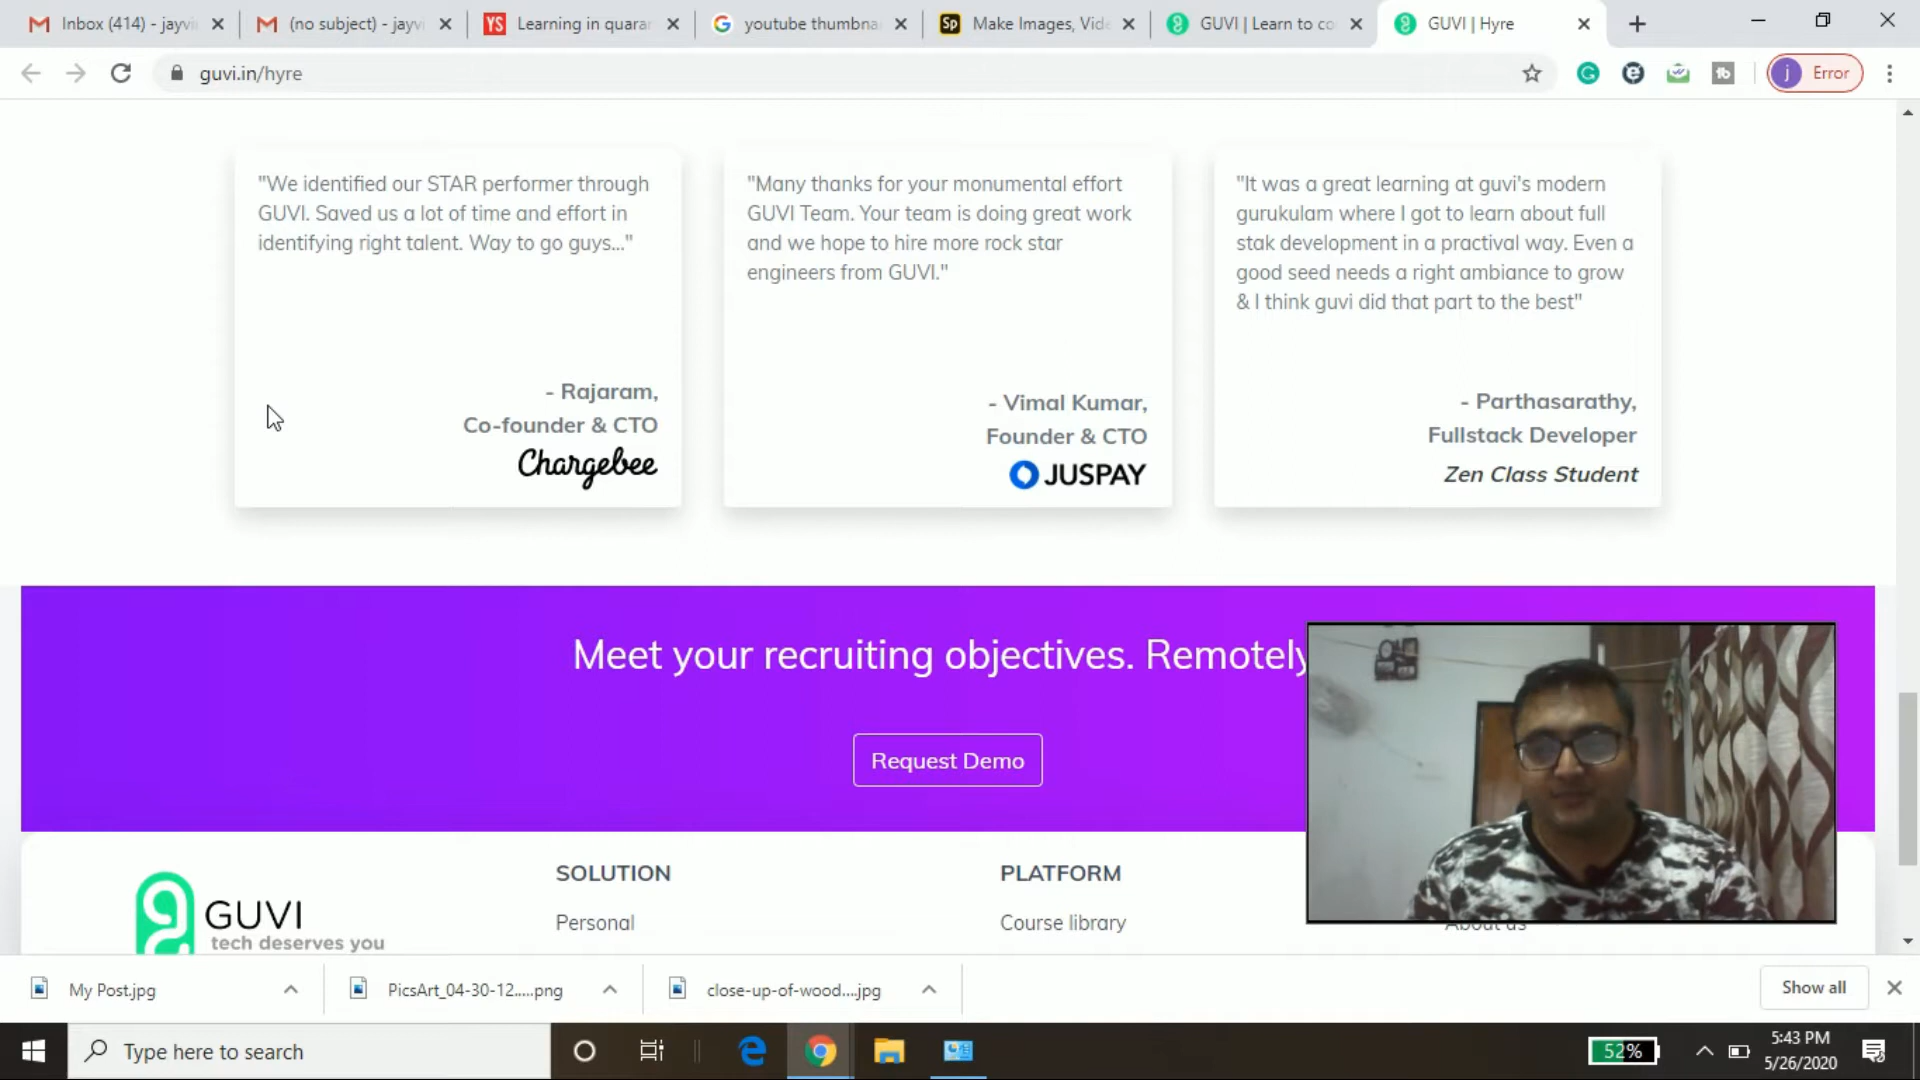 Inbox (414) - jayvi
(no subject) - jayvi
YS Learning in quarar
youtube thumbna
Sp Make Images, Vide
GUVI | Learn to co
GUVI | Hyre
guvi.in/hyre
j Error
"We identified our STAR performer through
GUVI. Saved us a lot of time and effort in
identifying right talent. Way to go guys..."
- Rajaram,
Co-founder & CTO
Chargebee
"Many thanks for your monumental effort
GUVI Team. Your team is doing great work
and we hope to hire more rock star
engineers from GUVI."
- Vimal Kumar,
Founder & CTO
JUSPAY
"It was a great learning at guvi's modern
gurukulam where I got to learn about full
stak development in a practival way. Even a
good seed needs a right ambiance to grow
& I think guvi did that part to the best"
- Parthasarathy,
Fullstack Developer
Zen Class Student
Meet your recruiting objectives. Remotely
Request Demo
GUVI
tech deserves you
SOLUTION
Personal
PLATFORM
Course library
About us
My Post.jpg
PicsArt_04-30-12.....png
close-up-of-wood....jpg
Show all
Type here to search
52%
5:43 PM
5/26/2020